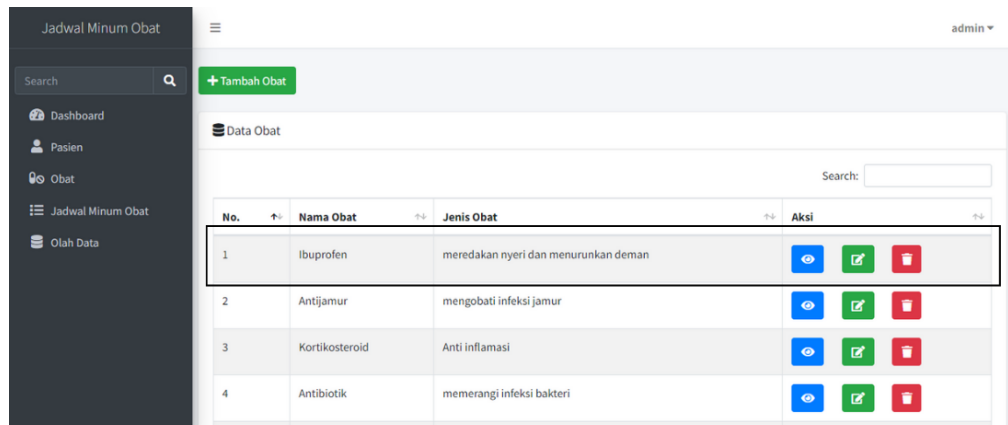 Jadwal Minum Obat
admin
Search
Tambah Obat
Dashboard
Data Obat
Pasien
Obat
Search:
Jadwal Minum Obat
No. Nama Obat Jenis Obat Aksi
Olah Data
1 Ibuprofen meredakan nyeri dan menurunkan deman
2 Antijamur mengobati infeksi jamur
3 Kortikosteroid Anti inflamasi
4 Antibiotik memerangi infeksi bakteri